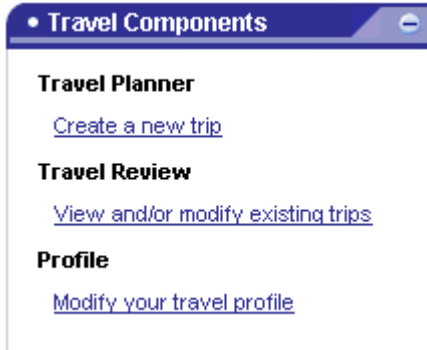 • Travel Components
Travel Planner
Create a new trip
Travel Review
View and/or modify existing trips
Profile
Modify your travel profile